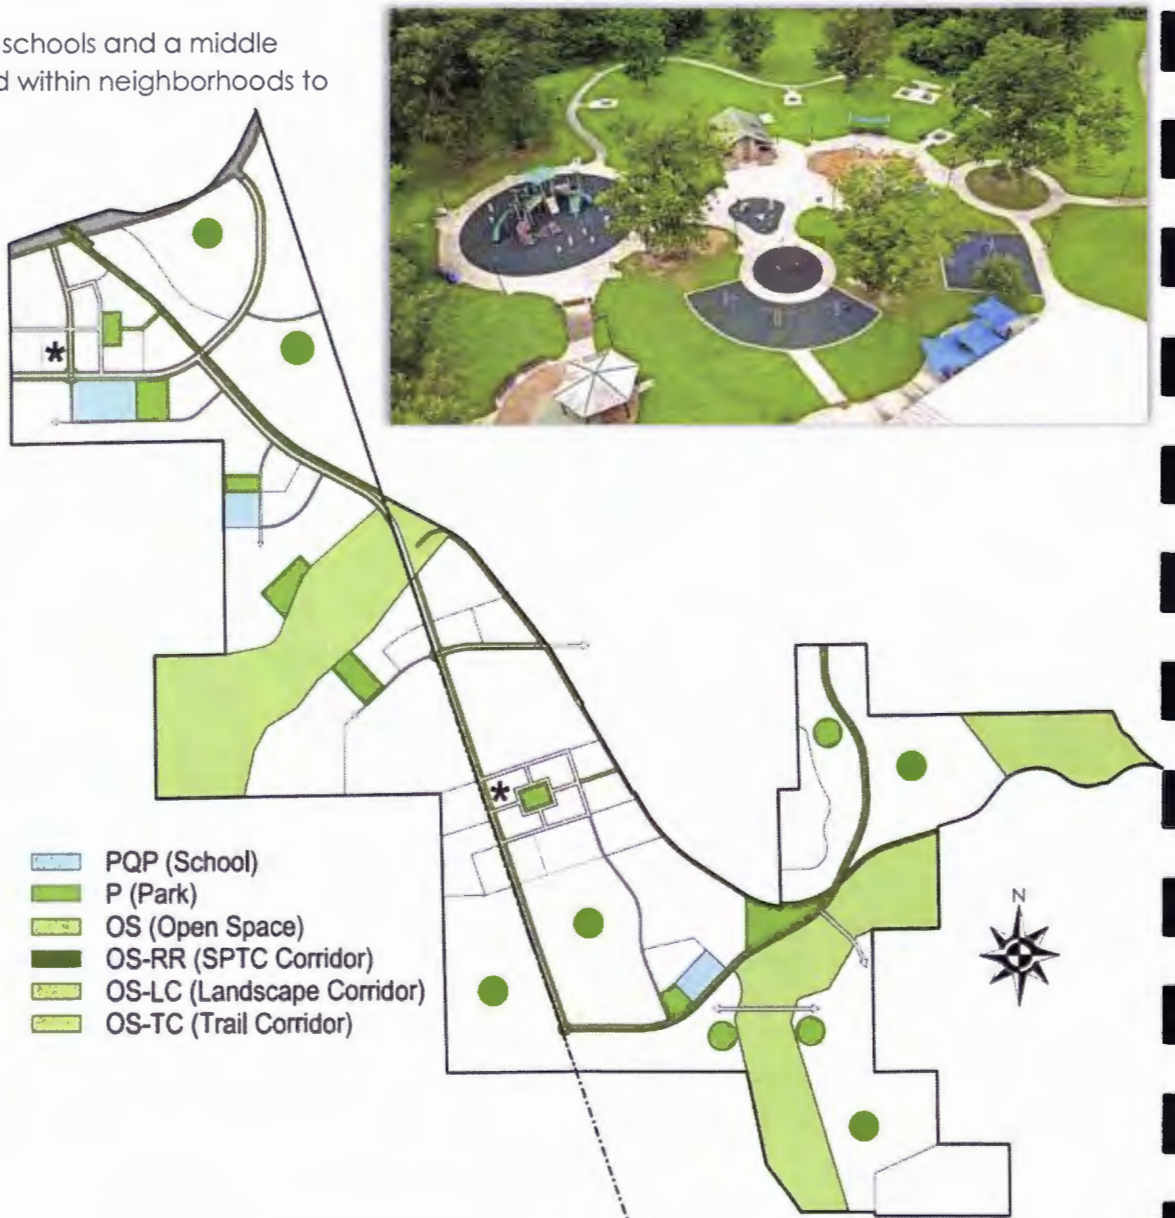 schools and a middle
d within neighborhoods to
*
*
PQP (School)
P (Park)
OS (Open Space)
OS-RR (SPTC Corridor)
OS-LC (Landscape Corridor)
OS-TC (Trail Corridor)
N